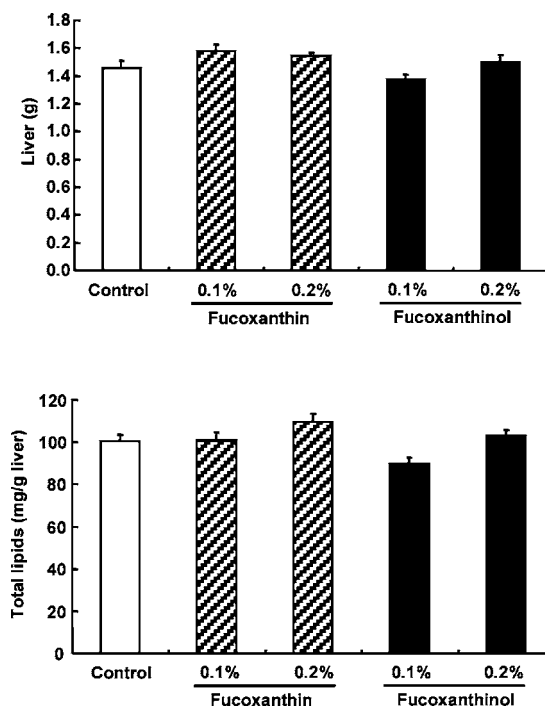 Liver (g)
1.8
1.6
1.4
1.2
1.0
0.8
0.6
0.4
0.2
0.0
Control 0.1% 0.2% 0.1% 0.2%
Fucoxanthin Fucoxanthinol
Total lipids (mg/g liver)
120
100
80
60
40
20
0
Control 0.1% 0.2% 0.1% 0.2%
Fucoxanthin Fucoxanthinol